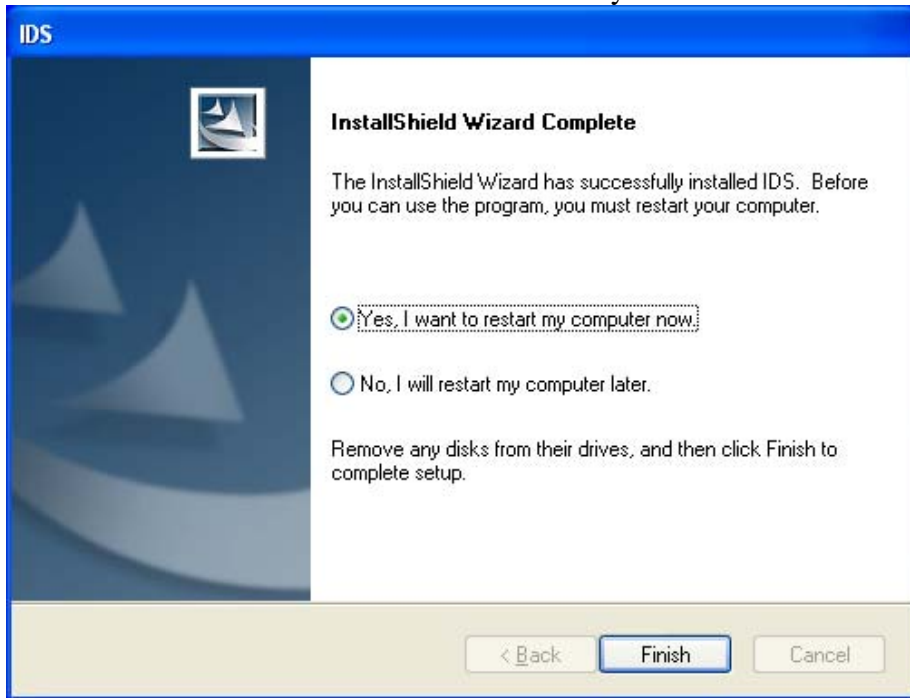 IDS
InstallShield Wizard Complete
The InstallShield Wizard has successfully installed IDS. Before
you can use the program, you must restart your computer.
Yes, I want to restart my computer now.
No, I will restart my computer later.
Remove any disks from their drives, and then click Finish to
complete setup.
< Back Finish Cancel